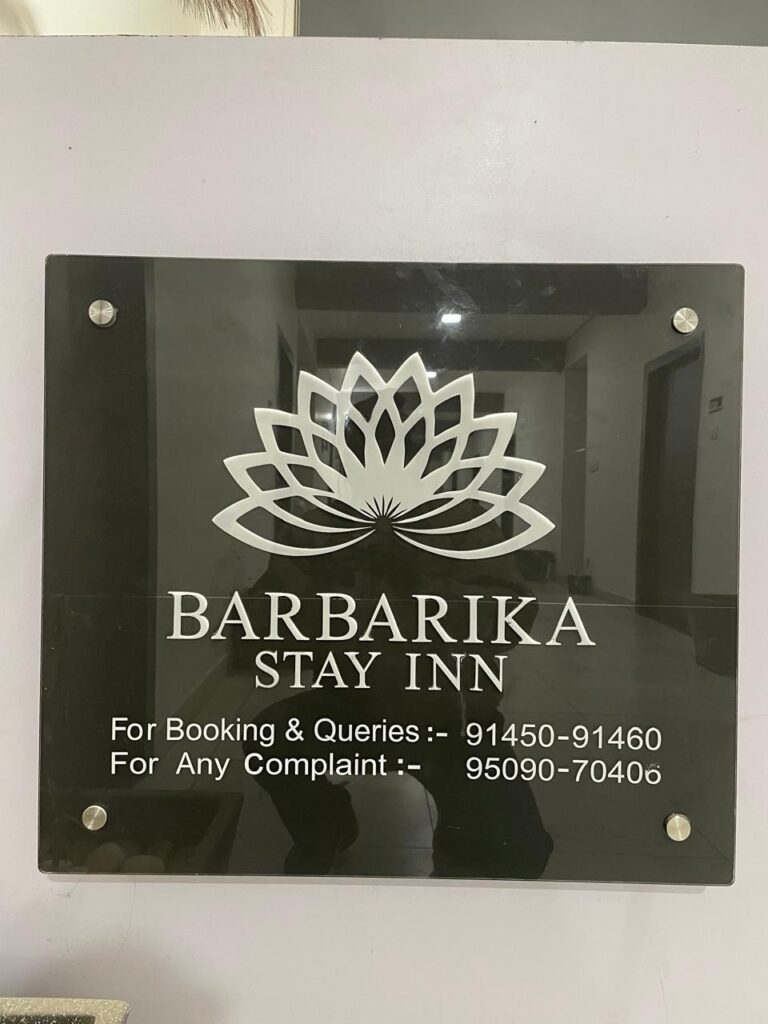 BARBARIKA
STAY INN
For Booking & Queries :- 91450-91460
For Any Complaint :- 95090-70406